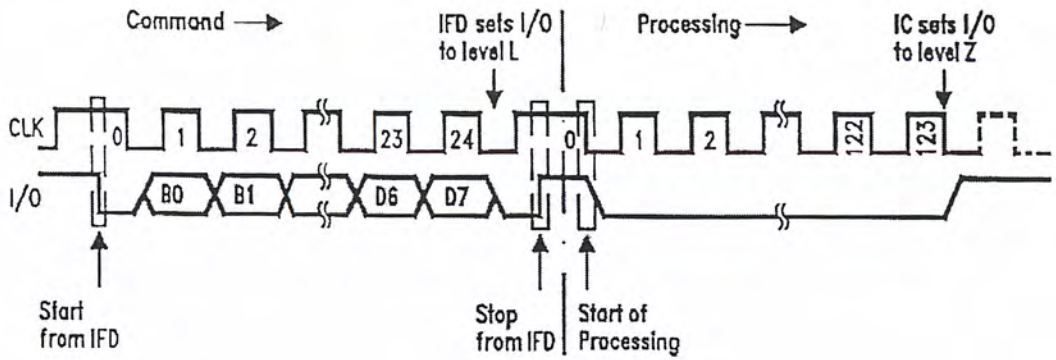 Command
IFD sets I/O
to level L
Processing
IC sets I/O
to level Z
CLK
0
1
2
23
24
0
1
2
122
123
I/O
B0
B1
D6
D7
Start
from IFD
Stop
from IFD
Start of
Processing